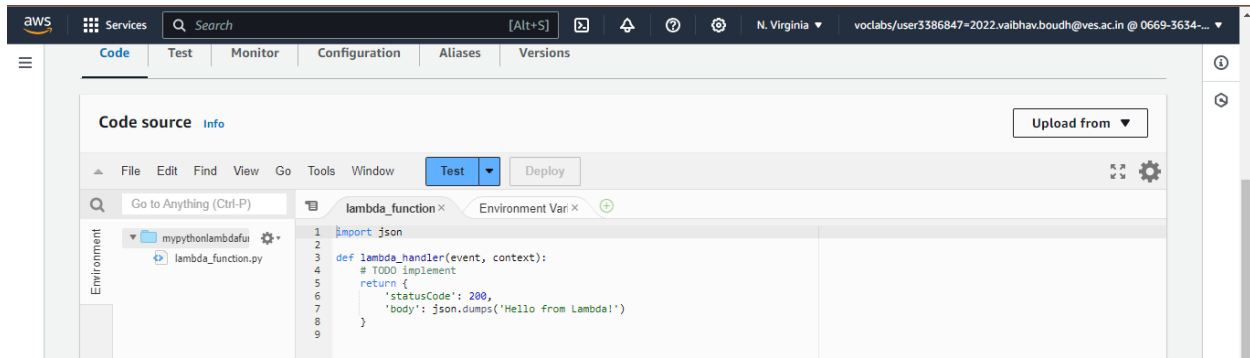 aws Services Search [Alt+S] N. Virginia ▼ voclabs/user3386847=2022.vaibhav.boudh@ves.ac.in @ 0669-3634-... ▼
Code Test Monitor Configuration Aliases Versions
Code source Info Upload from ▼
File Edit Find View Go Tools Window Test Deploy
Go to Anything (Ctrl-P) lambda_function × Environment Vari ×
Environment
mypythonlambdafu
lambda_function.py
1 import json
2
3 def lambda_handler(event, context):
4     # TODO implement
5     return {
6         'statusCode': 200,
7         'body': json.dumps('Hello from Lambda!')
8     }
9